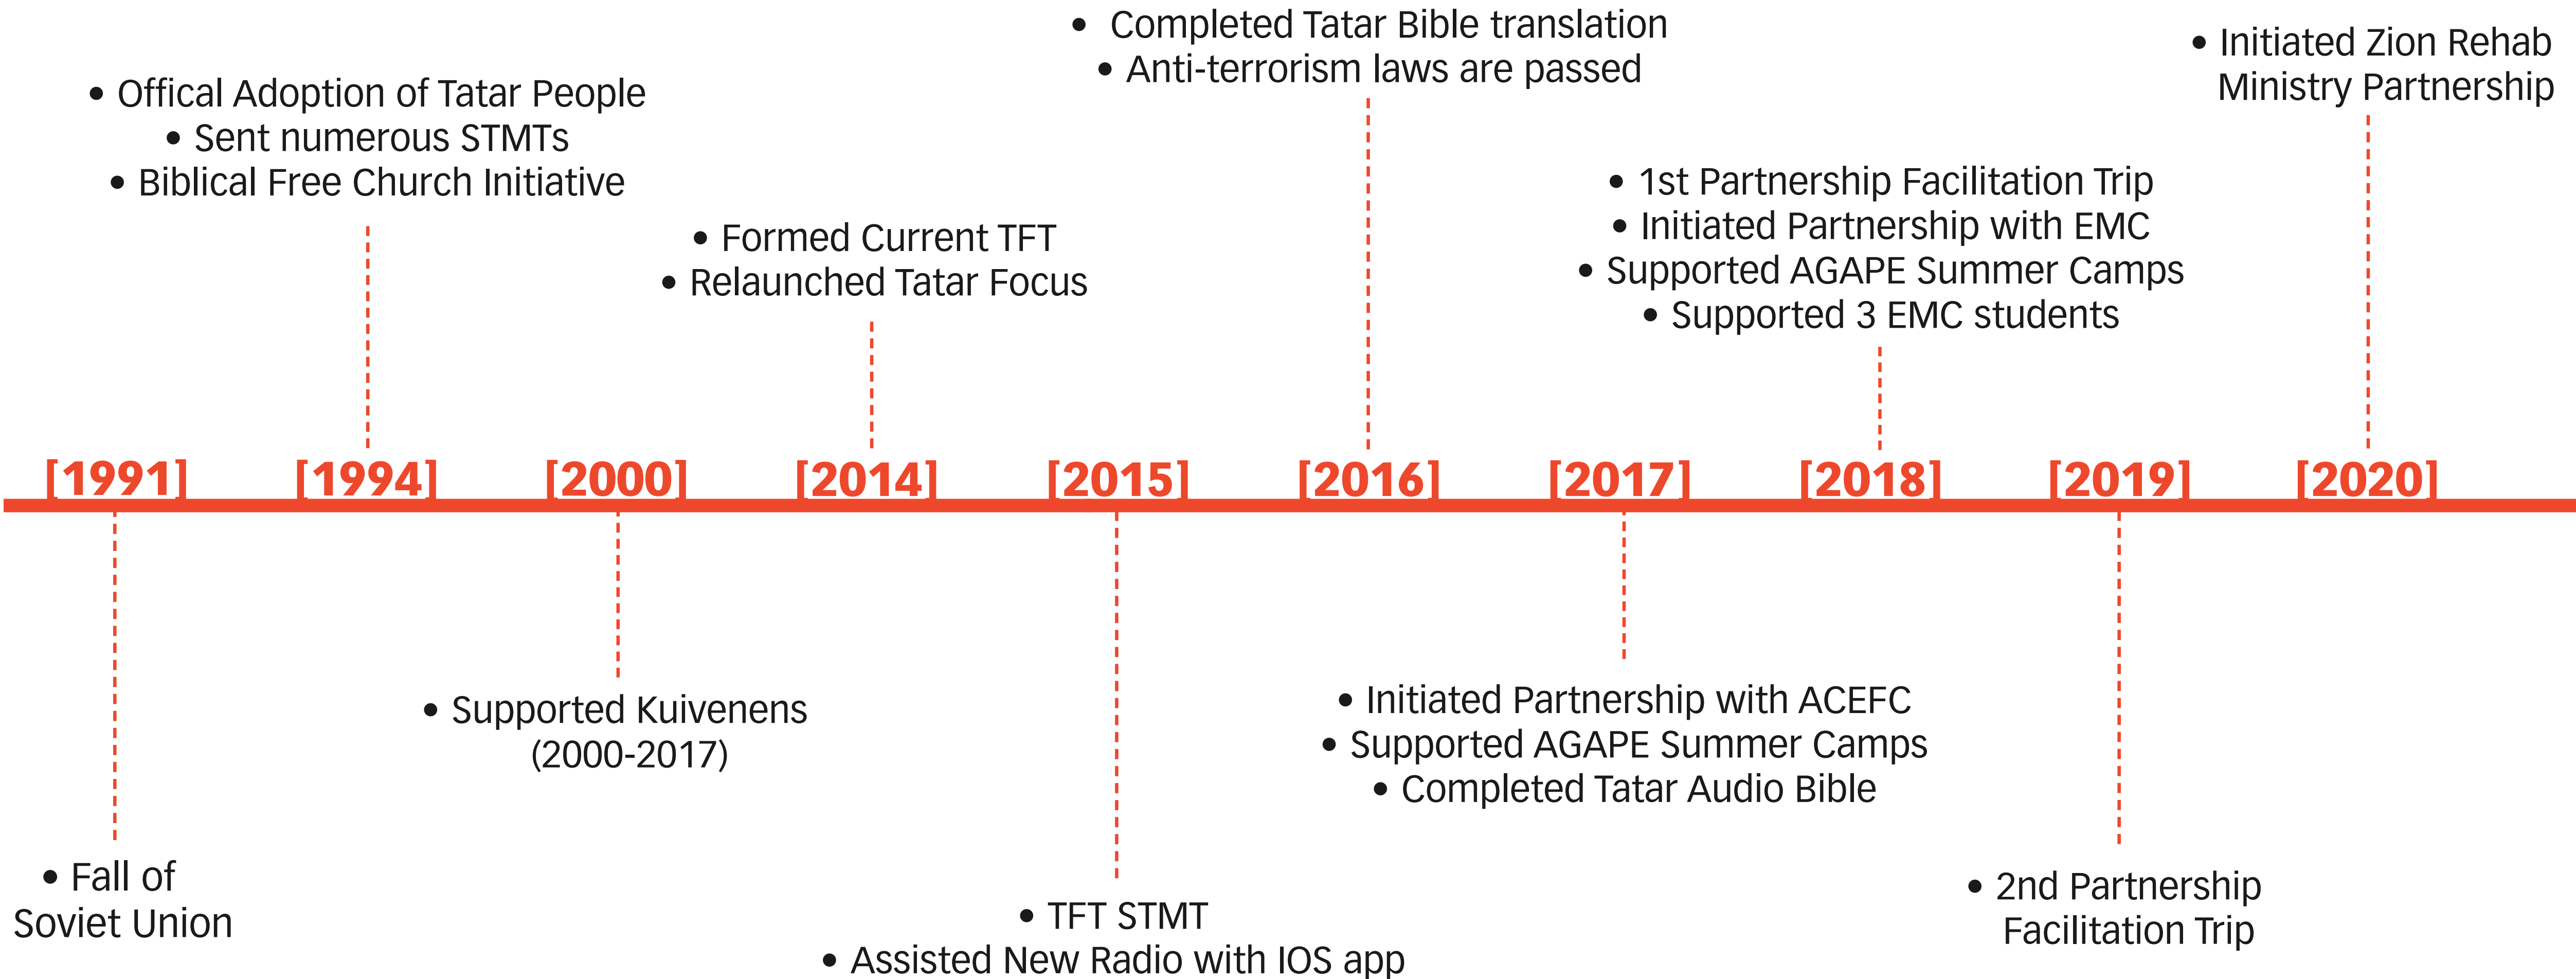 • Completed Tatar Bible translation
• Anti-terrorism laws are passed
• Initiated Zion Rehab
Ministry Partnership
• Offical Adoption of Tatar People
• Sent numerous STMTs
• Biblical Free Church Initiative
• 1st Partnership Facilitation Trip
• Initiated Partnership with EMC
• Supported AGAPE Summer Camps
• Supported 3 EMC students
• Formed Current TFT
• Relaunched Tatar Focus
[1991] [1994] [2000] [2014] [2015] [2016] [2017] [2018] [2019] [2020]
• Supported Kuivenens
(2000-2017)
• Initiated Partnership with ACEFC
• Supported AGAPE Summer Camps
• Completed Tatar Audio Bible
• Fall of
Soviet Union
• TFT STMT
• Assisted New Radio with IOS app
• 2nd Partnership
Facilitation Trip